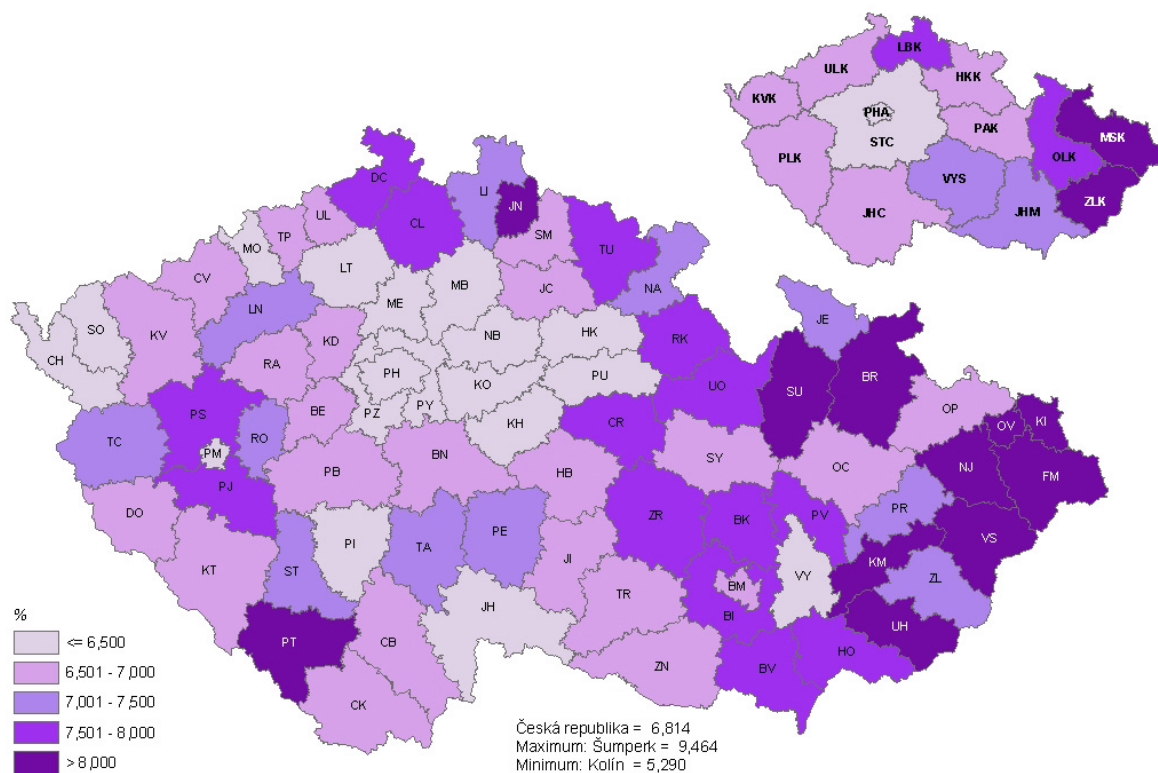 LBK
ULK
HKK
KVK
PHA
STC
PAK
MSK
PLK
OLK
VYS
ZLK
JHC
JHM
DC
LI
JN
CL
UL
SM
TU
TP
MO
LT
MB
JC
NA
CV
ME
LN
SO
KV
KD
NB
HK
RK
JE
CH
RA
PH
KO
PU
BR
PS
BE
PZ
PY
KH
UO
SU
OP
TC
RO
CR
OV
KI
PM
BN
SY
OC
NJ
FM
PJ
PB
HB
DO
ZR
BK
PV
PR
VS
KT
ST
PI
TA
PE
JI
VY
KM
ZL
BM
PT
CB
JH
TR
BI
UH
HO
CK
ZN
BV
%
<= 6,500
6,501 - 7,000
7,001 - 7,500
7,501 - 8,000
> 8,000
Česká republika = 6,814
Maximum: Šumperk = 9,464
Minimum: Kolín = 5,290